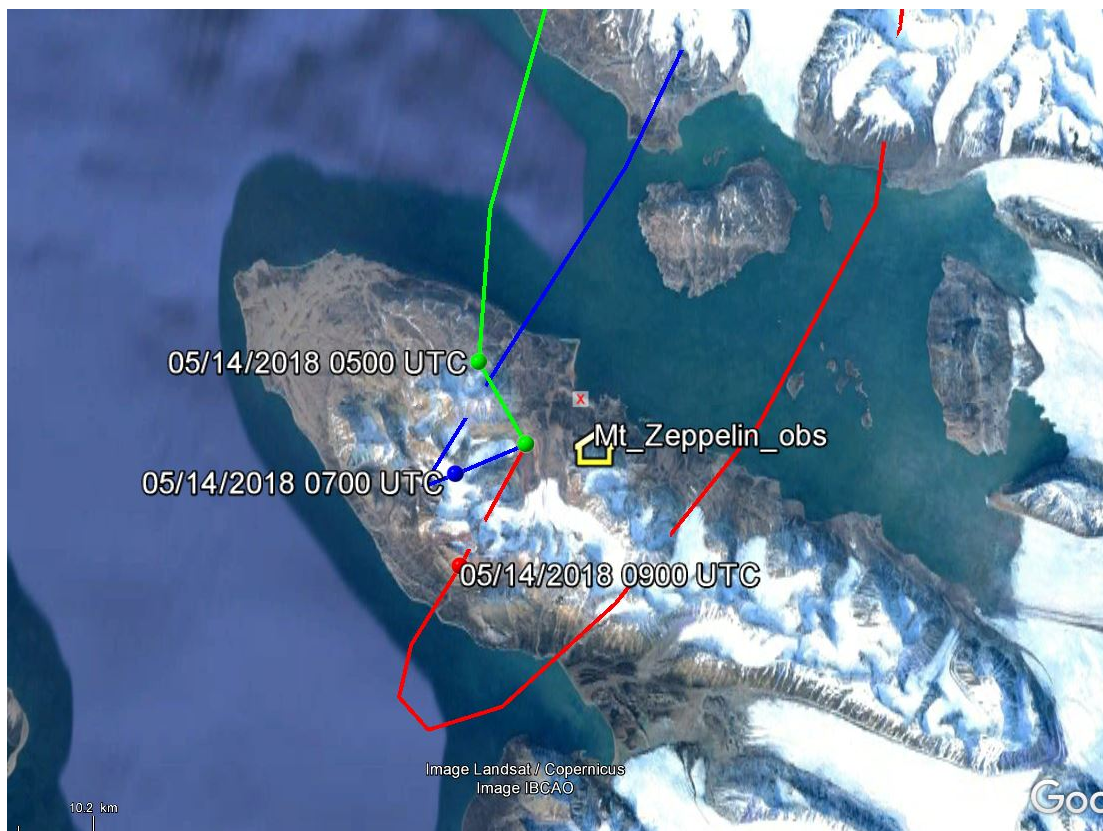 05/14/2018 0500 UTC
X
Mt_Zeppelin_obs
05/14/2018 0700 UTC
05/14/2018 0900 UTC
Image Landsat / Copernicus
Image IBCAO
10.2 km
Goo